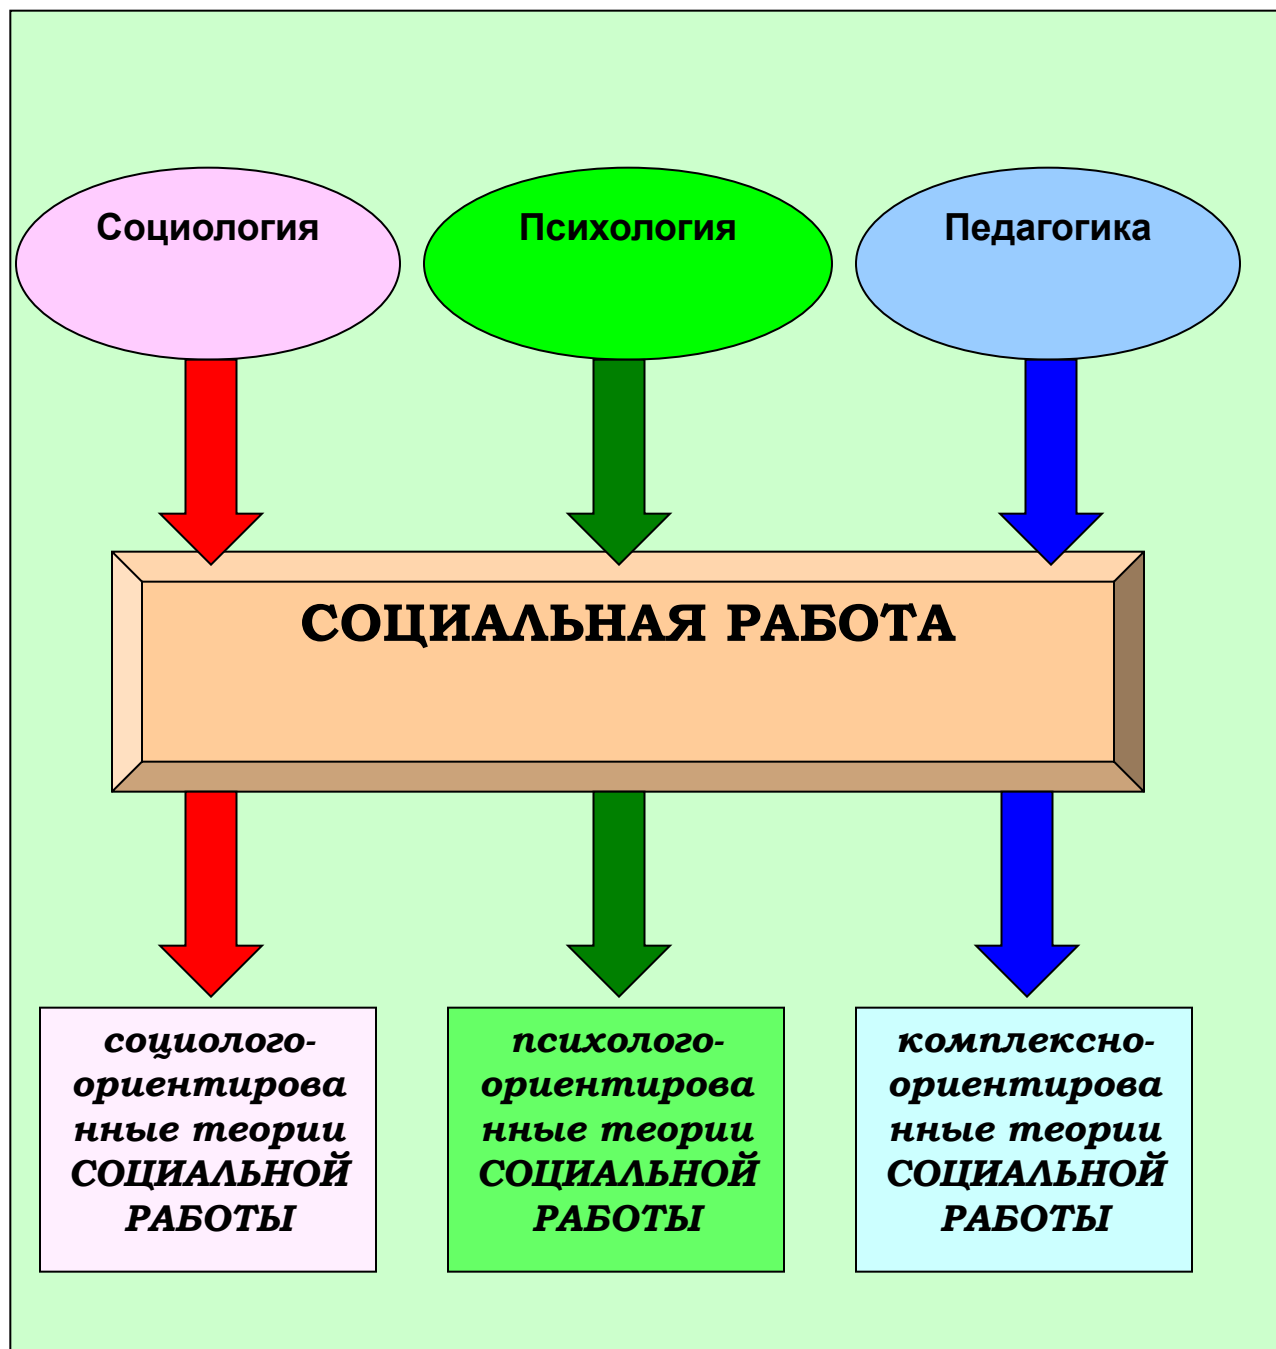 Социология
Психология
Педагогика
СОЦИАЛЬНАЯ РАБОТА
социолого-
ориентирова
нные теории
СОЦИАЛЬНОЙ
РАБОТЫ
психолого-
ориентирова
нные теории
СОЦИАЛЬНОЙ
РАБОТЫ
комплексно-
ориентирова
нные теории
СОЦИАЛЬНОЙ
РАБОТЫ